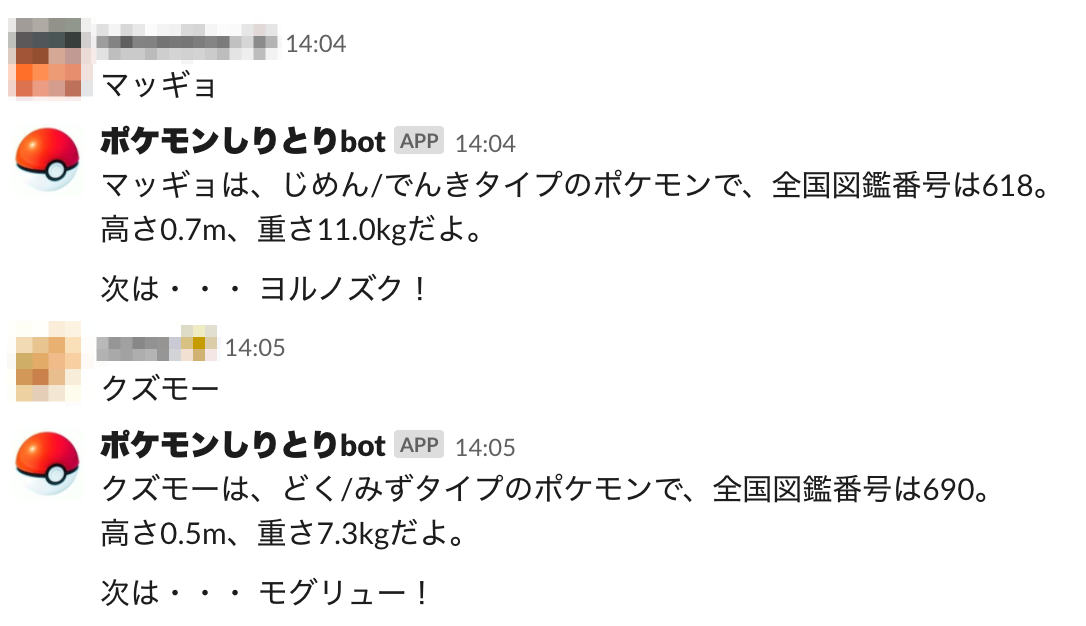 14:04
マッギョ
ポケモンしりとりbot APP 14:04
マッギョは、じめん/でんきタイプのポケモンで、全国図鑑番号は618。
高さ0.7m、重さ11.0kgだよ。
次は・・・ ヨルノズク！
14:05
クズモー
ポケモンしりとりbot APP 14:05
クズモーは、どく/みずタイプのポケモンで、全国図鑑番号は690。
高さ0.5m、重さ7.3kgだよ。
次は・・・ モグリュー！